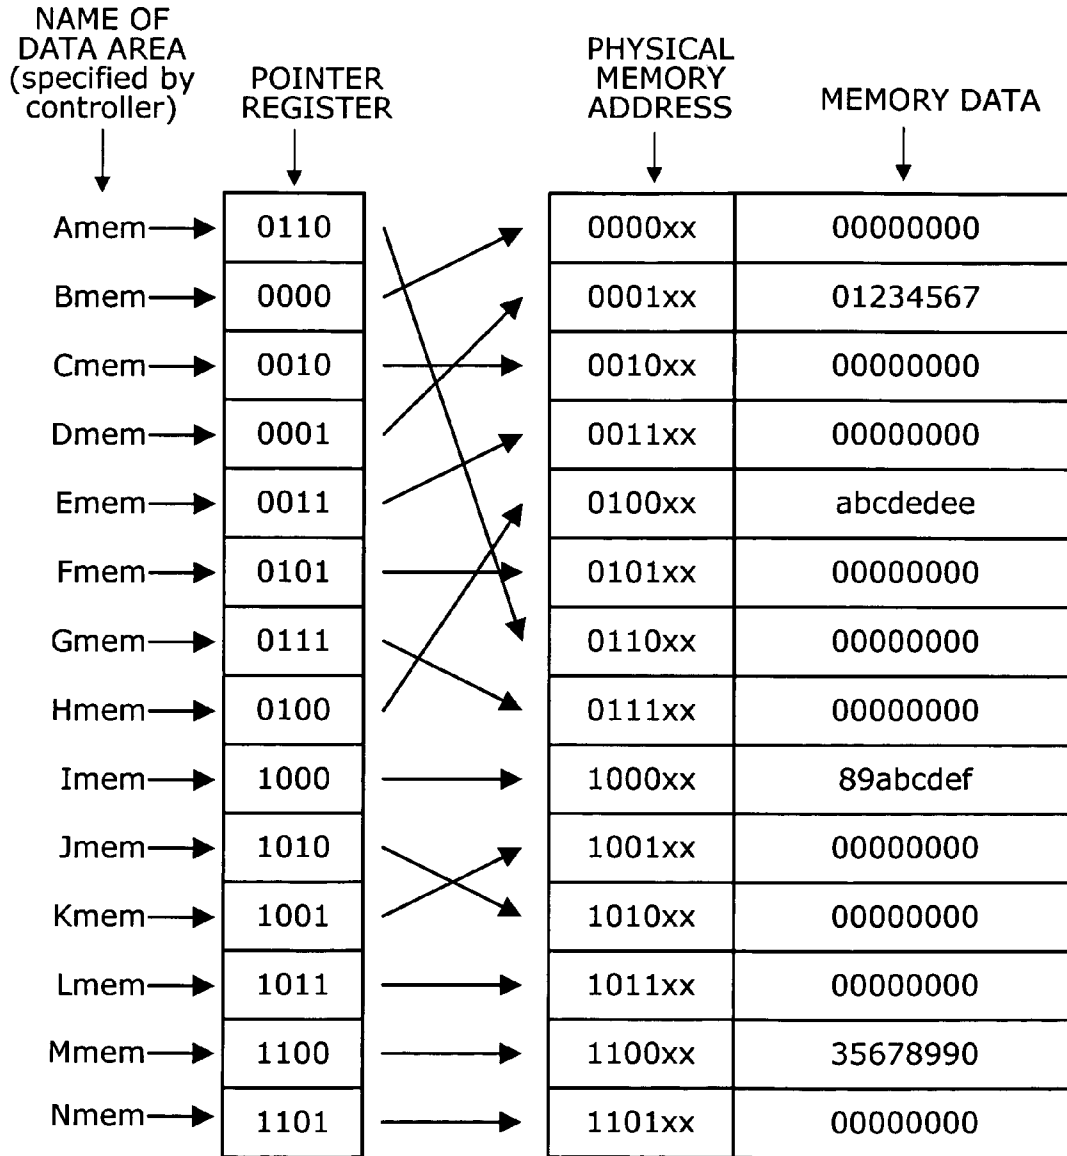 NAME OF
DATA AREA
(specified by
controller)
POINTER
REGISTER
PHYSICAL
MEMORY
ADDRESS
MEMORY DATA
Amem 0110 0000xx 00000000
Bmem 0000 0001xx 01234567
Cmem 0010 0010xx 00000000
Dmem 0001 0011xx 00000000
Emem 0011 0100xx abcdedee
Fmem 0101 0101xx 00000000
Gmem 0111 0110xx 00000000
Hmem 0100 0111xx 00000000
Imem 1000 1000xx 89abcdef
Jmem 1010 1001xx 00000000
Kmem 1001 1010xx 00000000
Lmem 1011 1011xx 00000000
Mmem 1100 1100xx 35678990
Nmem 1101 1101xx 00000000